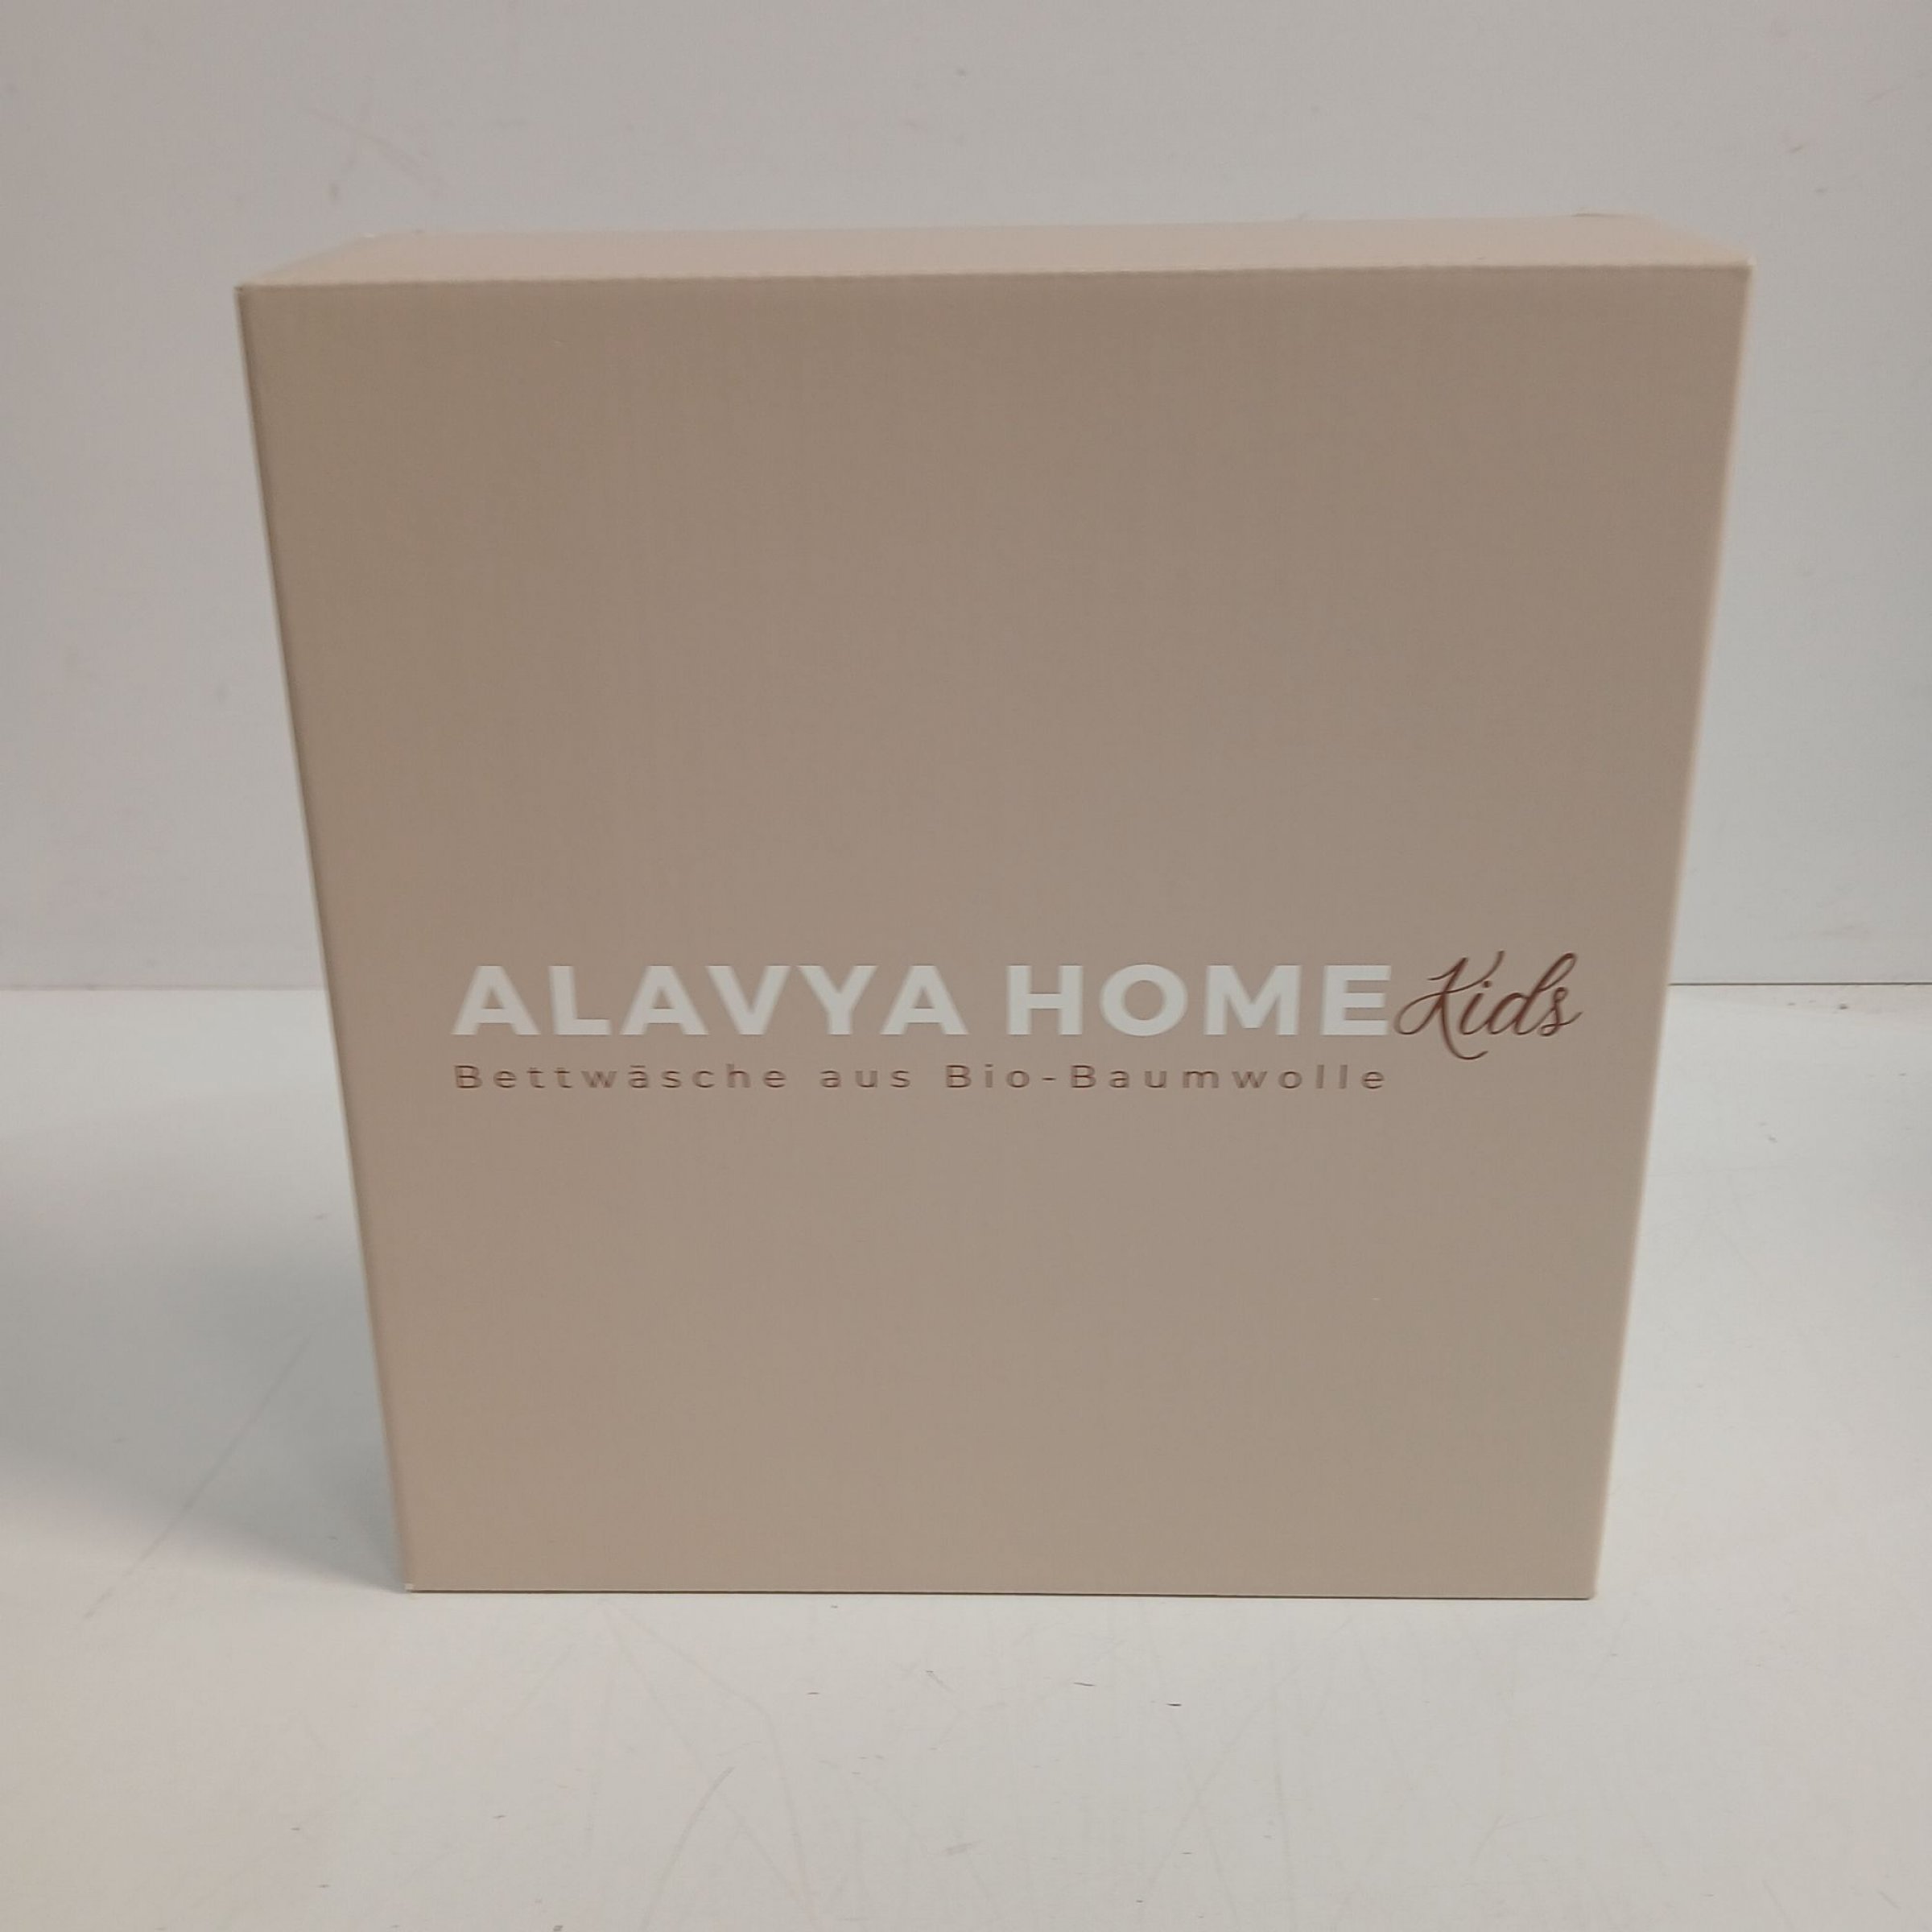 ALAVYA HOME Kids
Bettwäsche aus Bio-Baumwolle